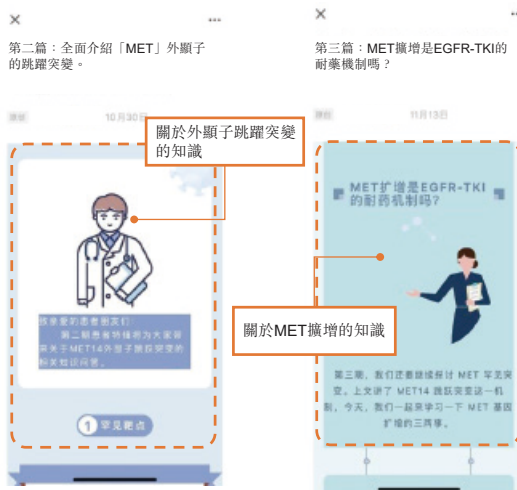 第二篇：全面介紹「MET」外顯子
的跳躍突變。
10月30日
關於外顯子跳躍突變
的知識
致亲爱的患者朋友们：
第二期患者特辑将为大家带
来关于MET14外显子跳跃突变的
相关知识问答。
1 罕见靶点
第三篇：MET擴增是EGFR-TKI的
耐藥機制嗎？
11月13日
MET扩增是EGFR-TKI
的耐药机制吗？
關於MET擴增的知識
第三期，我们还要继续探讨 MET 罕见突
变。上文讲了 MET14 跳跃突变这一机
制，今天，我们一起来学习一下 MET 基因
扩增的三两事。